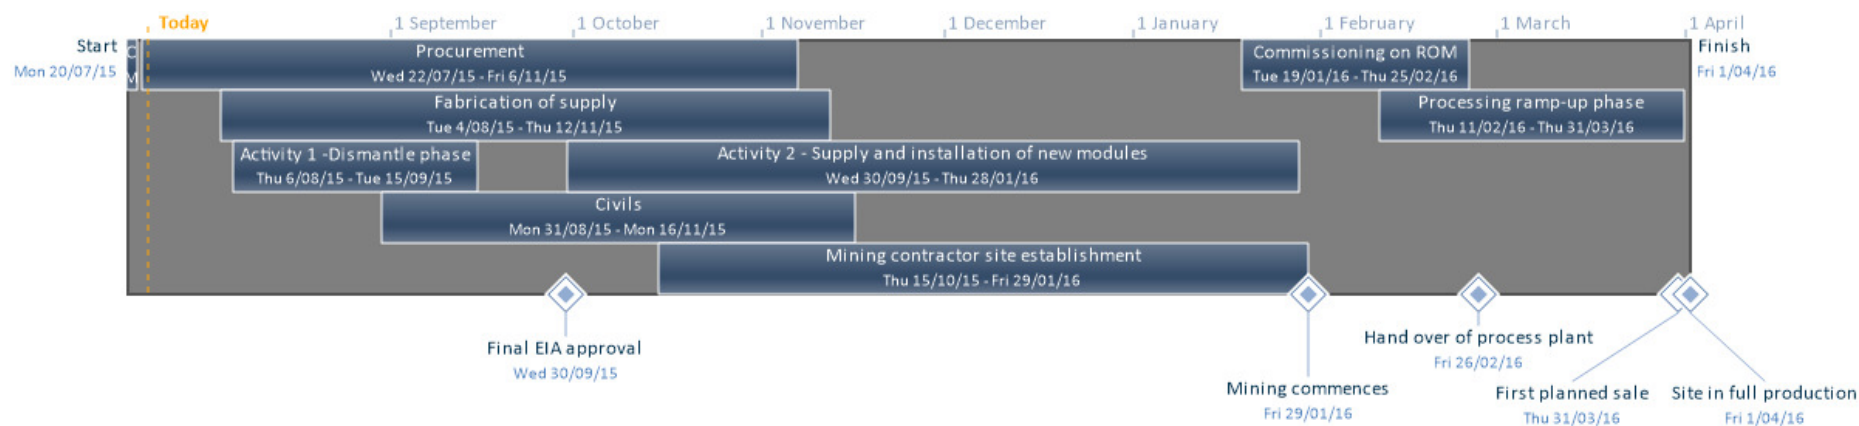 Today
1 September
1 October
1 November
1 December
1 January
1 February
1 March
1 April
Start
Mon 20/07/15
C
M
Procurement
Wed 22/07/15 - Fri 6/11/15
Commissioning on ROM
Tue 19/01/16 - Thu 25/02/16
Finish
Fri 1/04/16
Fabrication of supply
Tue 4/08/15 - Thu 12/11/15
Processing ramp-up phase
Thu 11/02/16 - Thu 31/03/16
Activity 1 -Dismantle phase
Thu 6/08/15 - Tue 15/09/15
Activity 2 - Supply and installation of new modules
Wed 30/09/15 - Thu 28/01/16
Civils
Mon 31/08/15 - Mon 16/11/15
Mining contractor site establishment
Thu 15/10/15 - Fri 29/01/16
Final EIA approval
Wed 30/09/15
Hand over of process plant
Fri 26/02/16
Mining commences
Fri 29/01/16
First planned sale
Thu 31/03/16
Site in full production
Fri 1/04/16